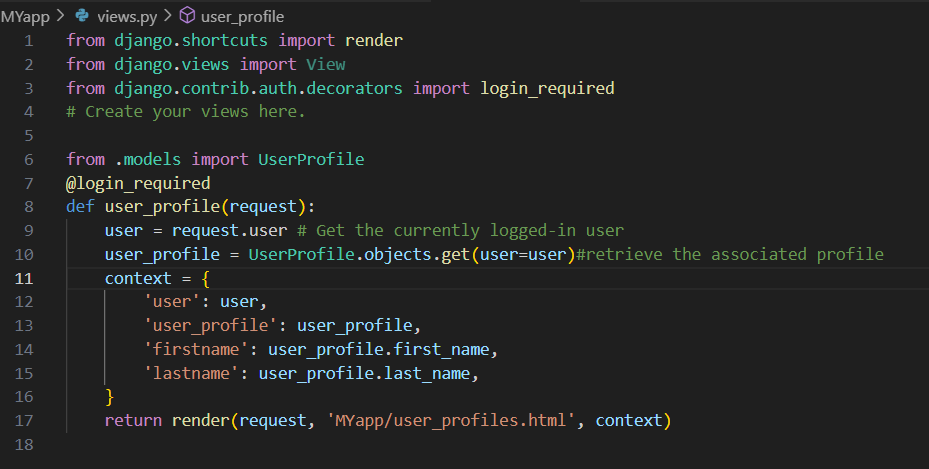 MYapp > views.py > user_profile
1 from django.shortcuts import render
2 from django.views import View
3 from django.contrib.auth.decorators import login_required
4 # Create your views here.
5
6 from .models import UserProfile
7 @login_required
8 def user_profile(request):
9     user = request.user # Get the currently logged-in user
10     user_profile = UserProfile.objects.get(user=user)#retrieve the associated profile
11     context = {
12         'user': user,
13         'user_profile': user_profile,
14         'firstname': user_profile.first_name,
15         'lastname': user_profile.last_name,
16     }
17     return render(request, 'MYapp/user_profiles.html', context)
18